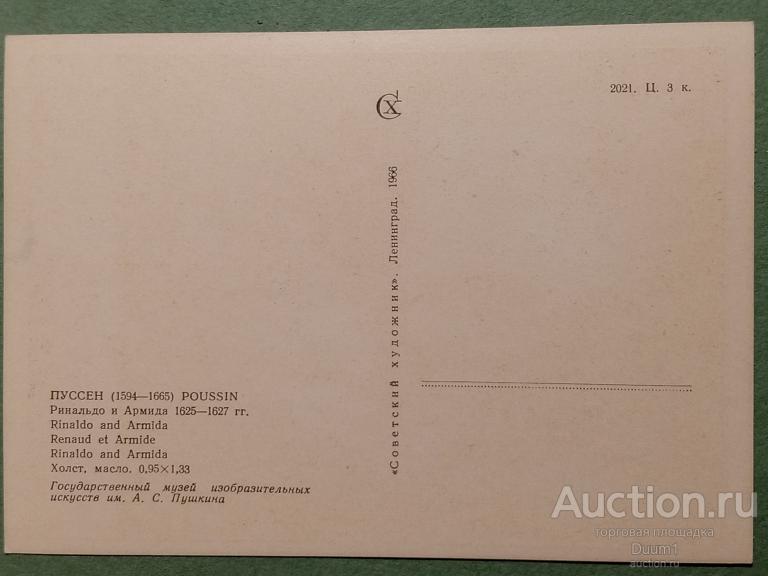 СХ
2021. Ц. 3 к.
«Советский художник». Ленинград. 1966
ПУССЕН (1594—1665) POUSSIN
Ринальдо и Армида 1625—1627 гг.
Rinaldo and Armida
Renaud et Armide
Rinaldo and Armida
Холст, масло. 0,95×1,33
Государственный музей изобразительных
искусств им. А. С. Пушкина
Auction.ru
торговая площадка
Duum1
auction.ru